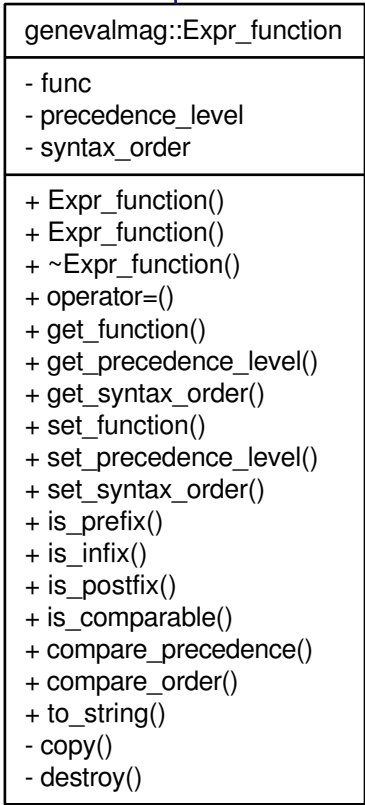 genevalmag::Expr_function
- func
- precedence_level
- syntax_order
+ Expr_function()
+ Expr_function()
+ ~Expr_function()
+ operator=()
+ get_function()
+ get_precedence_level()
+ get_syntax_order()
+ set_function()
+ set_precedence_level()
+ set_syntax_order()
+ is_prefix()
+ is_infix()
+ is_postfix()
+ is_comparable()
+ compare_precedence()
+ compare_order()
+ to_string()
- copy()
- destroy()